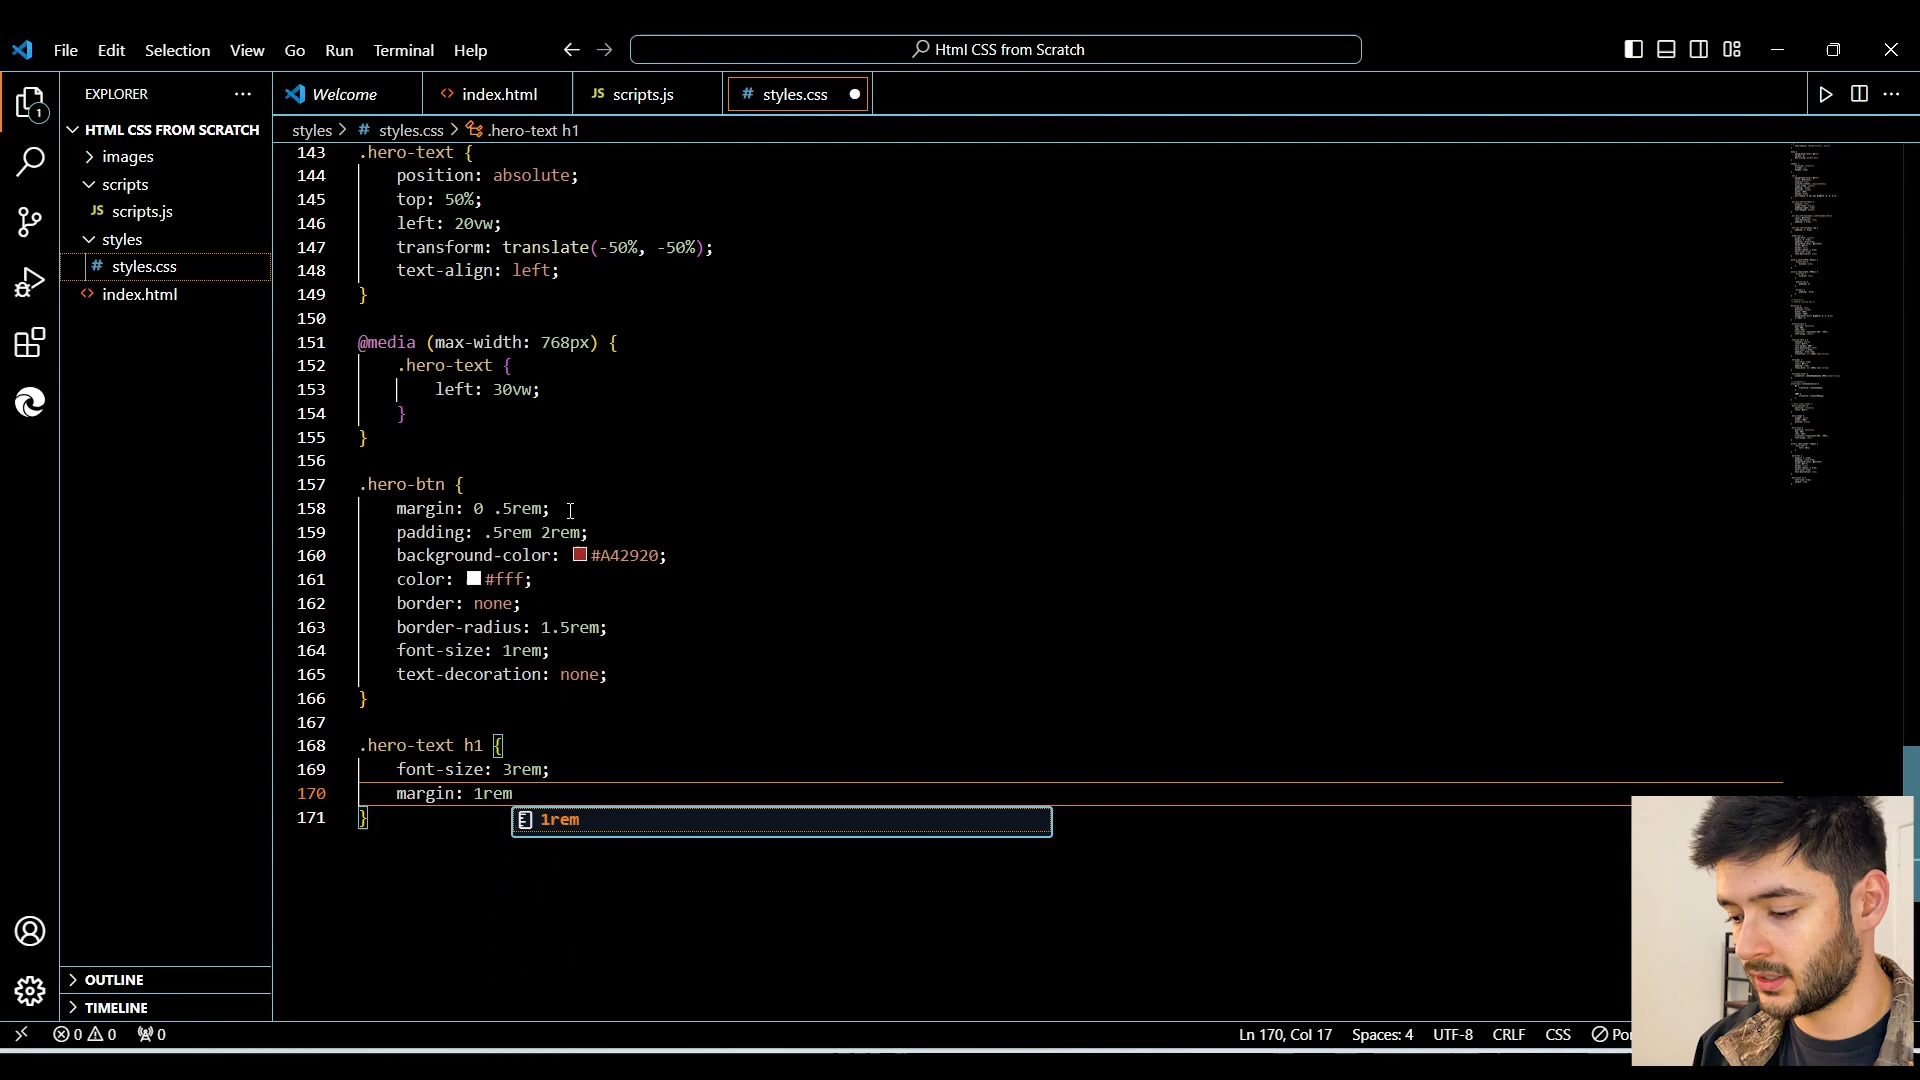 File Edit Selection View Go Run Terminal Help
Html CSS from Scratch
EXPLORER
Welcome
index.html
JS scripts.js
# styles.css
1
HTML CSS FROM SCRATCH
images
scripts
JS scripts.js
styles
# styles.css
index.html
styles > # styles.css > .hero-text h1
143 .hero-text {
144 position: absolute;
145 top: 50%;
146 left: 20vw;
147 transform: translate(-50%, -50%);
148 text-align: left;
149 }
150
151 @media (max-width: 768px) {
152 .hero-text {
153 left: 30vw;
154 }
155 }
156
157 .hero-btn {
158 margin: 0 .5rem;
159 padding: .5rem 2rem;
160 background-color: #A42920;
161 color: #fff;
162 border: none;
163 border-radius: 1.5rem;
164 font-size: 1rem;
165 text-decoration: none;
166 }
167
168 .hero-text h1 {
169 font-size: 3rem;
170 margin: 1rem
171 }
1rem
OUTLINE
TIMELINE
0 0 0
Ln 170, Col 17 Spaces: 4 UTF-8 CRLF CSS